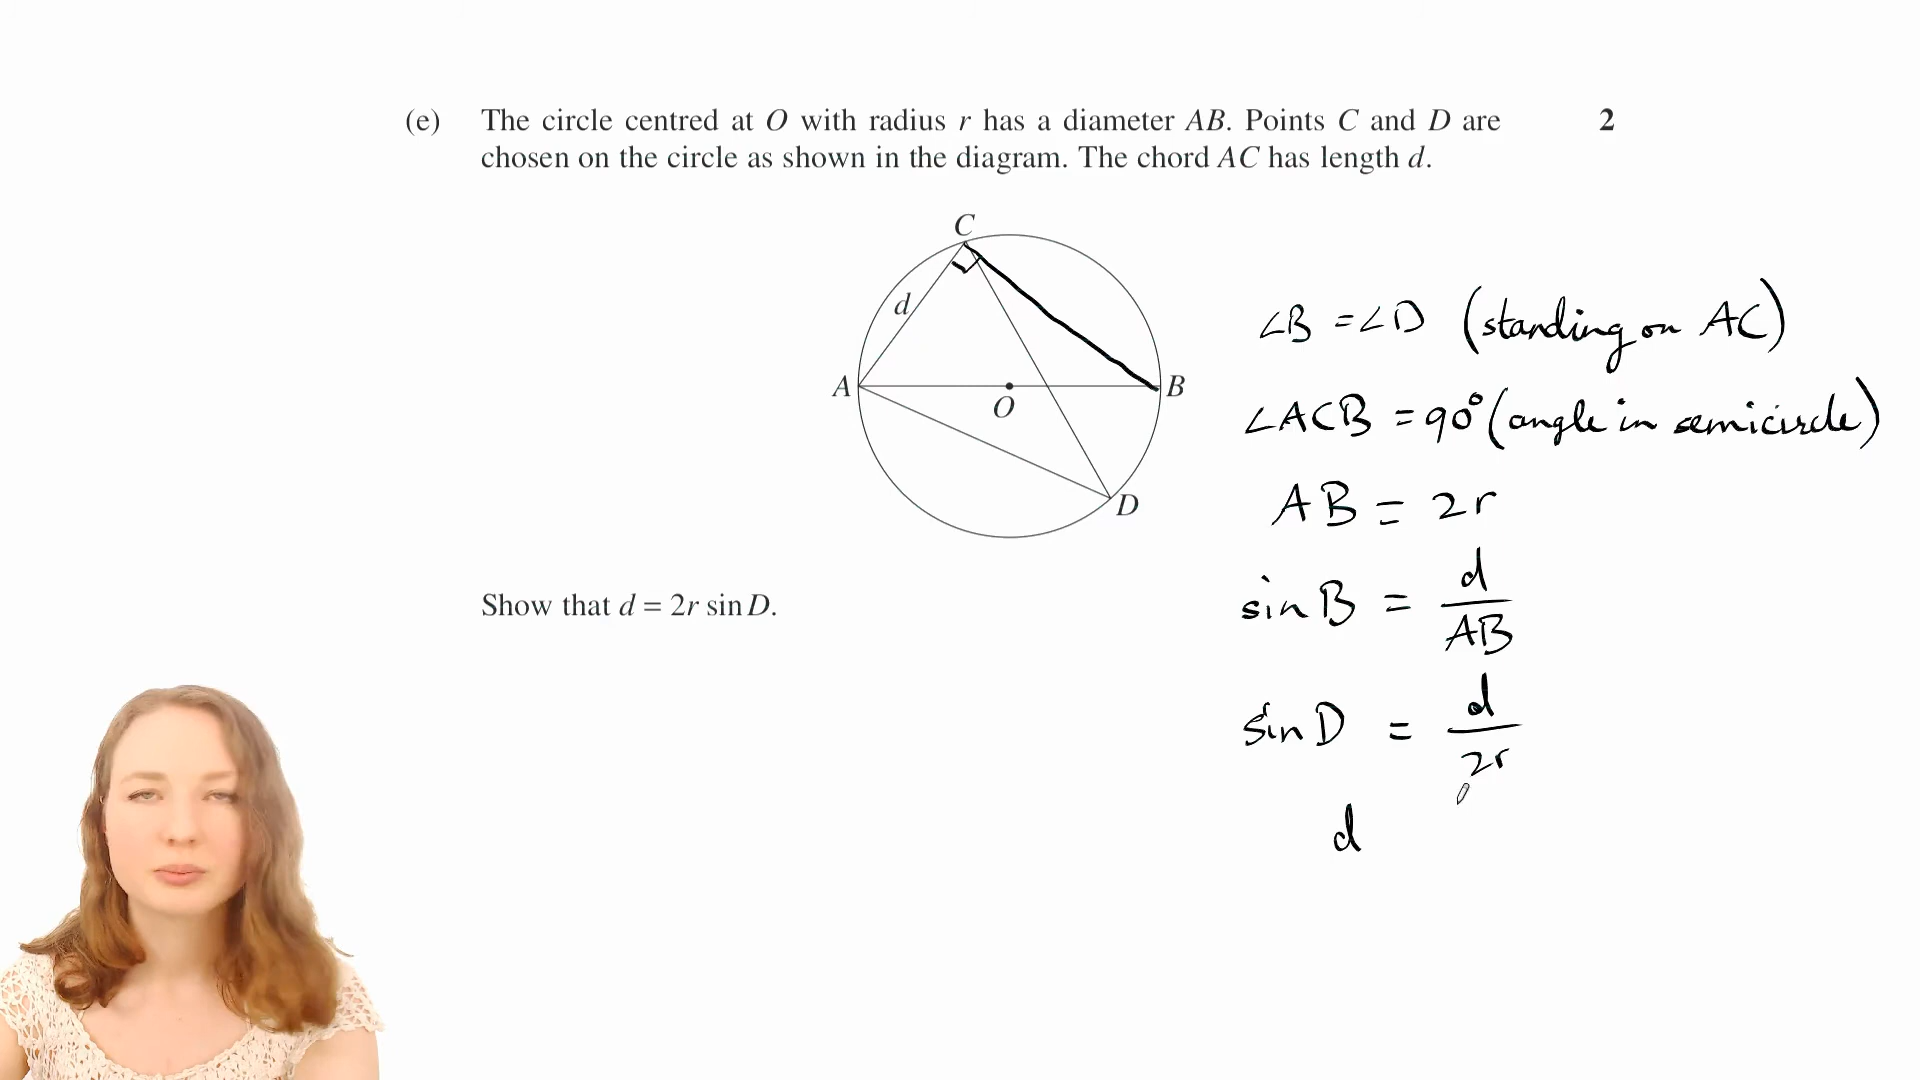 (e) The circle centred at O with radius r has a diameter AB. Points C and D are 2
chosen on the circle as shown in the diagram. The chord AC has length d.
C
d
A
O
B
D
∠B = ∠D (standing on AC)
∠ACB = 90° (angle in semicircle)
AB = 2r
sin B = d/AB
Show that d = 2r sin D.
sin D = d/2r
d